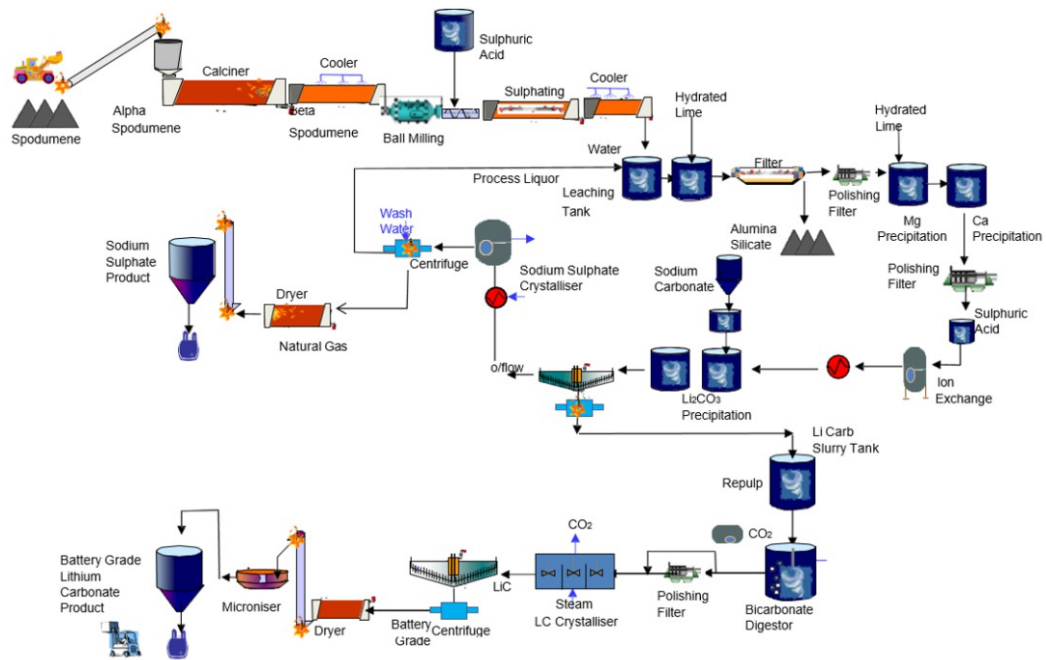 Sulphuric
Acid
Calciner
Cooler
Cooler
Sulphating
Hydrated
Lime
Hydrated
Lime
Alpha
Spodumene
Beta
Spodumene
Spodumene
Ball Milling
Water
Filter
Process Liquor
Leaching
Tank
Polishing
Filter
Mg
Precipitation
Ca
Precipitation
Wash
Water
Alumina
Silicate
Sodium
Sulphate
Product
Centrifuge
Sodium Sulphate
Crystalliser
Sodium
Carbonate
Polishing
Filter
Dryer
Natural Gas
Sulphuric
Acid
o/flow
Li2CO3
Precipitation
Ion
Exchange
Li Carb
Slurry Tank
Repulp
CO2
CO2
Battery Grade
Lithium
Carbonate
Product
LiC
Microniser
Dryer
Battery
Grade
Centrifuge
Steam
LC Crystalliser
Polishing
Filter
Bicarbonate
Digestor